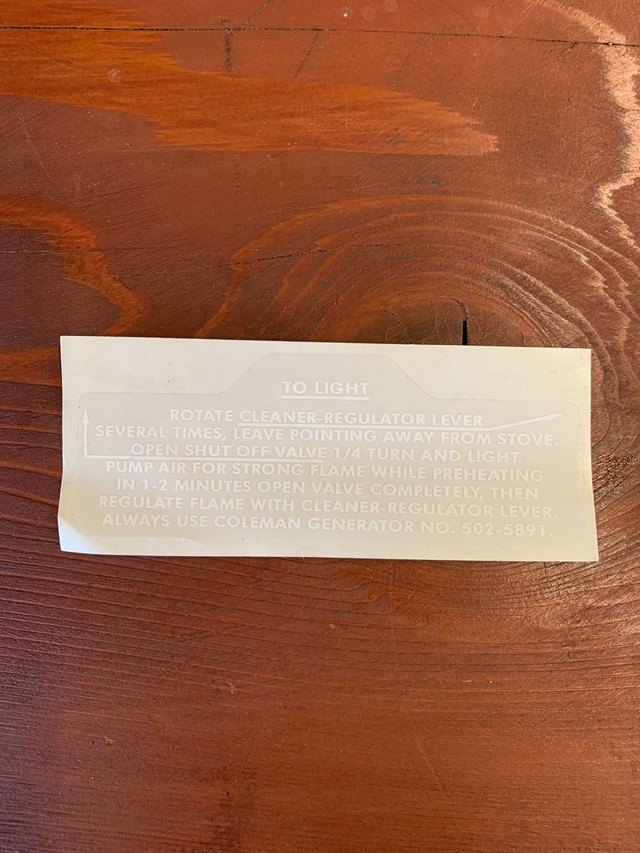 TO LIGHT
ROTATE CLEANER-REGULATOR LEVER
SEVERAL TIMES, LEAVE POINTING AWAY FROM STOVE.
OPEN SHUT OFF VALVE 1/4 TURN AND LIGHT.
PUMP AIR FOR STRONG FLAME WHILE PREHEATING.
IN 1-2 MINUTES OPEN VALVE COMPLETELY, THEN
REGULATE FLAME WITH CLEANER-REGULATOR LEVER.
ALWAYS USE COLEMAN GENERATOR NO. 502-5891.